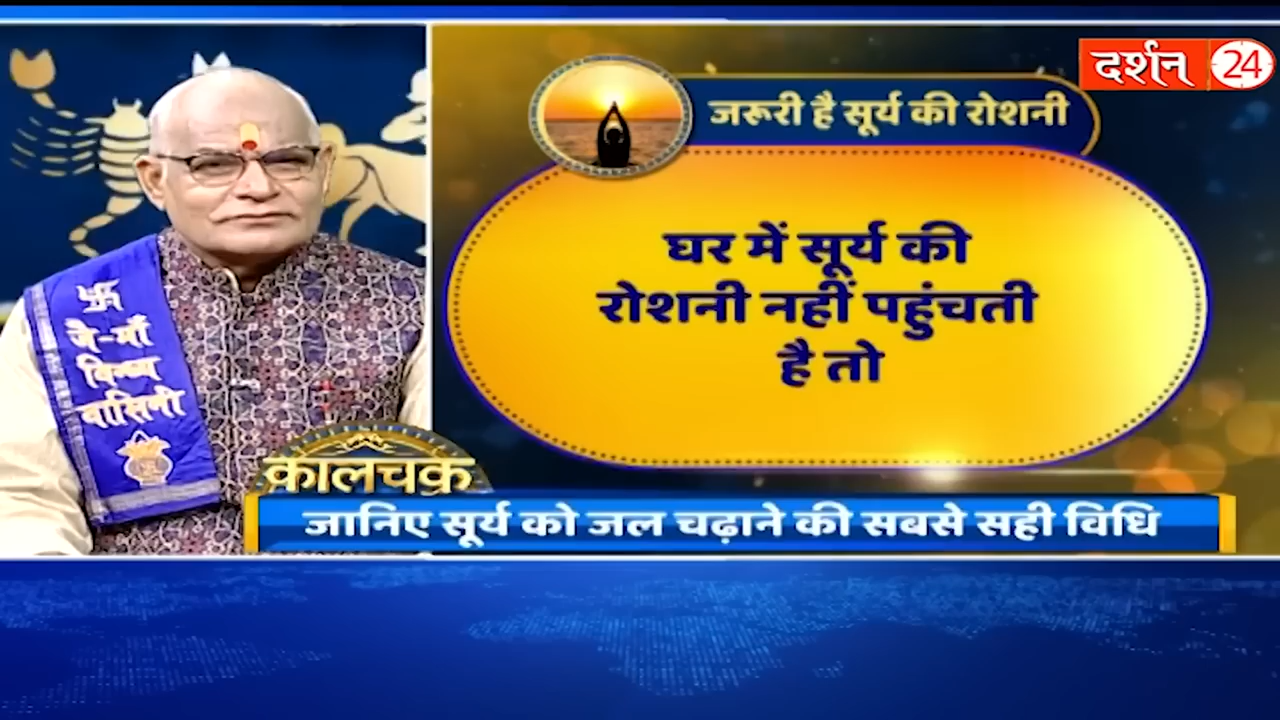 दर्शन 24
जरूरी है सूर्य की रोशनी
घर में सूर्य की
रोशनी नहीं पहुंचती
है तो
जै-माँ
विन्ध्य
वासिनी
कालचक्र
जानिए सूर्य को जल चढ़ाने की सबसे सही विधि